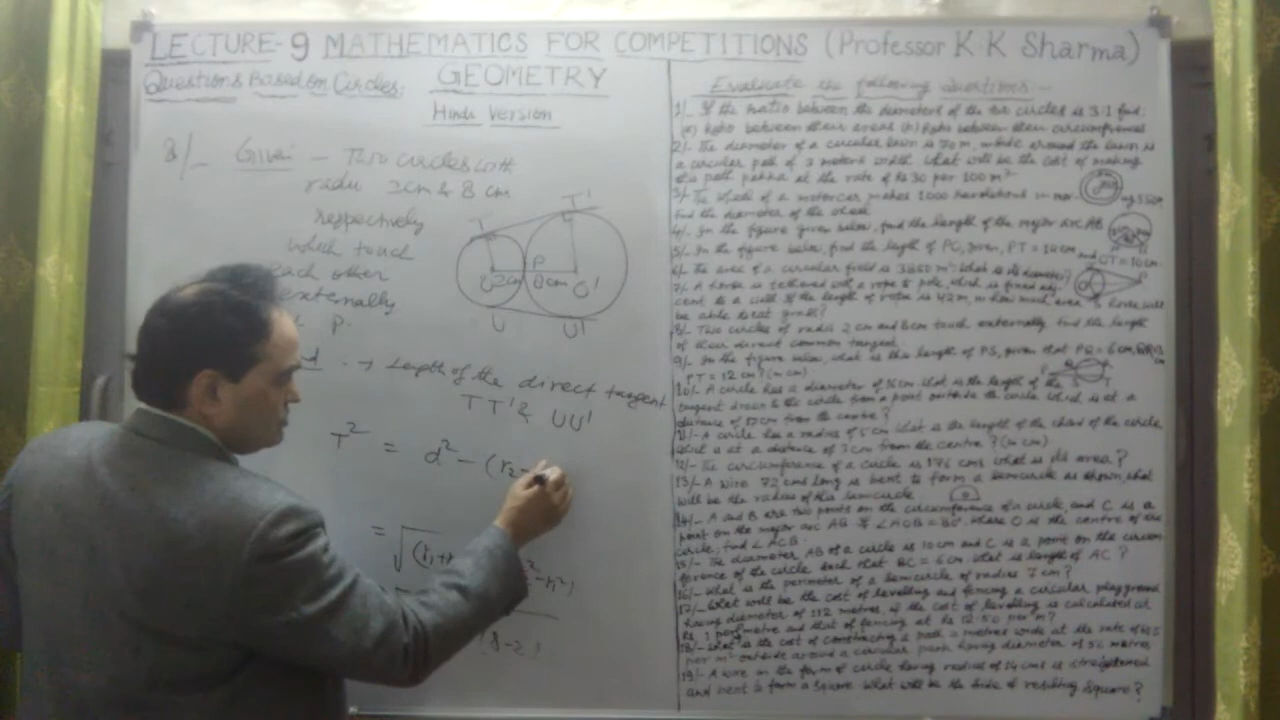 LECTURE-9 MATHEMATICS FOR COMPETITIONS (Professor K K Sharma)
GEOMETRY
Questions Based on Circles:
Hindi Version
8/- Given - Two circles with
radii 2cm & 8 cm
respectively
which touch
each other
externally
P.
T T'
O 2cm P 8cm O'
U U'
→ Length of the direct tangent
TT' & UU'
T² = d² - (r₂-
= √(r₁+r
(8-2)
Evaluate the following Questions:-
1/- If the ratio between the diameters of the two circles is 3:1 find:
(a) Ratio between their areas (b) Ratio between their circumferences
2/- The diameter of a circular lawn is 70 m, inside around the lawn is
a circular path of 3 meters width. What will be the cost of making
this path pakka at the rate of Rs 30 per 100 m²
3/- The wheel of a motorcar makes 1000 revolutions in
Find the diameter of the wheel
4/- In the figure given below, find the length of the major arc AB
5/- In the figure below, find the length of PO, given, PT = 14 cm and OT = 10 cm
6/- The area of a circular field is 3850 m² What is its diameter?
7/- A horse is tethered with a rope to pole, which is fixed
cent to a wall. If the length of rope is 42 m, in how much area horse will
be able to eat grass?
8/- Two circles of radii 2 cm and 8 cm touch externally find the length
of their direct common tangent.
9/- In the figure below, what is the length of PS, given that PQ = 6 cm,
PT = 12 cm? (in cm)
10/- A circle has a diameter of 16 cm what is the length of the
tangent drawn to the circle from a point outside the circle which is at a
distance of 17 cm from the centre?
11/- A circle has a radius of 5 cm what is the length of the chord of the circle
which is at a distance of 3 cm from the centre? (in cm)
12/- The circumference of a circle is 176 cms what is its area?
13/- A wire 72 cms long is bent to form a semicircle as shown, what
will be the radius of this semicircle
14/- A and B are two points on the circumference of a circle, and C is a
point on the major arc AB If ∠AOB = 80°, where O is the centre of the
circle, find ∠ACB.
15/- The diameter AB of a circle is 10 cm and C is a point on the circum
ference of the circle such that BC = 6 cm. What is length of AC?
16/- What is the perimeter of a semicircle of radius 7 cm?
17/- What will be the cost of levelling and fencing a circular playground
having diameter of 112 metres, if the cost of levelling is calculated at
Rs. 1 per metre and that of fencing at Rs 12.50 per m?
18/- What is the cost of constructing a path 2 metres wide at the rate of Rs 5
per m² outside around a circular park having diameter of 52 metres
19/- A wire in the form of circle having radius of 14 cms is straightened
and bent to form a square. What will be the side of resulting square?